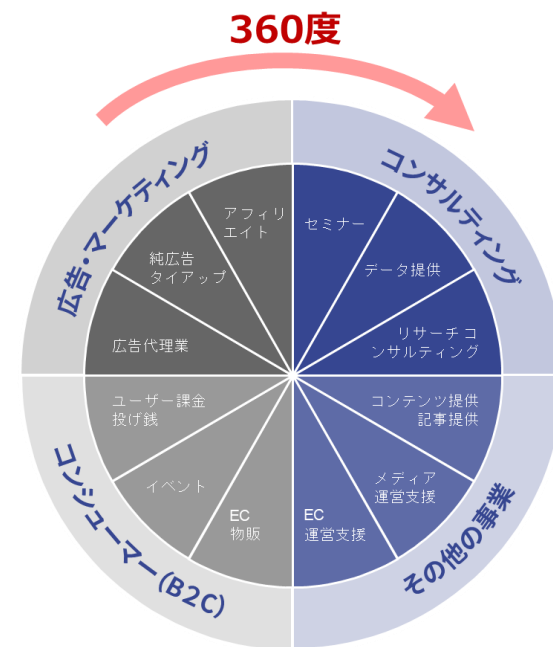 360度
広告・マーケティング
アフィリ
エイト
純広告
タイアップ
広告代理業
コンサルティング
セミナー
データ提供
リサーチコ
ンサルティング
コンシューマー(B2C)
ユーザー課金
投げ銭
イベント
EC
物販
その他の事業
コンテンツ提供
記事提供
メディア
運営支援
EC
運営支援